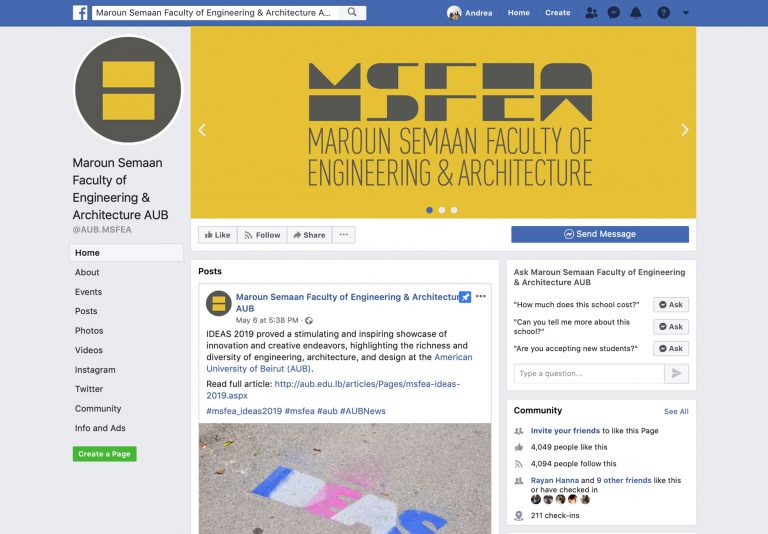 Maroun Semaan Faculty of Engineering & Architecture A...
Andrea
Home
Create
Maroun Semaan
Faculty of
Engineering &
Architecture AUB
@AUB.MSFEA
Home
About
Events
Posts
Photos
Videos
Instagram
Twitter
Community
Info and Ads
Create a Page
MSFEA
MSFEA
MAROUN SEMAAN FACULTY OF
ENGINEERING & ARCHITECTURE
Like
Follow
Share
Send Message
Posts
Maroun Semaan Faculty of Engineering & Architecture
AUB
May 6 at 5:38 PM
IDEAS 2019 proved a stimulating and inspiring showcase of
innovation and creative endeavors, highlighting the richness and
diversity of engineering, architecture, and design at the American
University of Beirut (AUB).
Read full article: http://aub.edu.lb/articles/Pages/msfea-ideas-
2019.aspx
#msfea_ideas2019 #msfea #aub #AUBNews
IDEAS
Ask Maroun Semaan Faculty of Engineering
& Architecture AUB
"How much does this school cost?"
Ask
"Can you tell me more about this
school?"
Ask
"Are you accepting new students?"
Ask
Type a question...
Community
See All
Invite your friends to like this Page
4,049 people like this
4,094 people follow this
Rayan Hanna and 9 other friends like this
or have checked in
211 check-ins